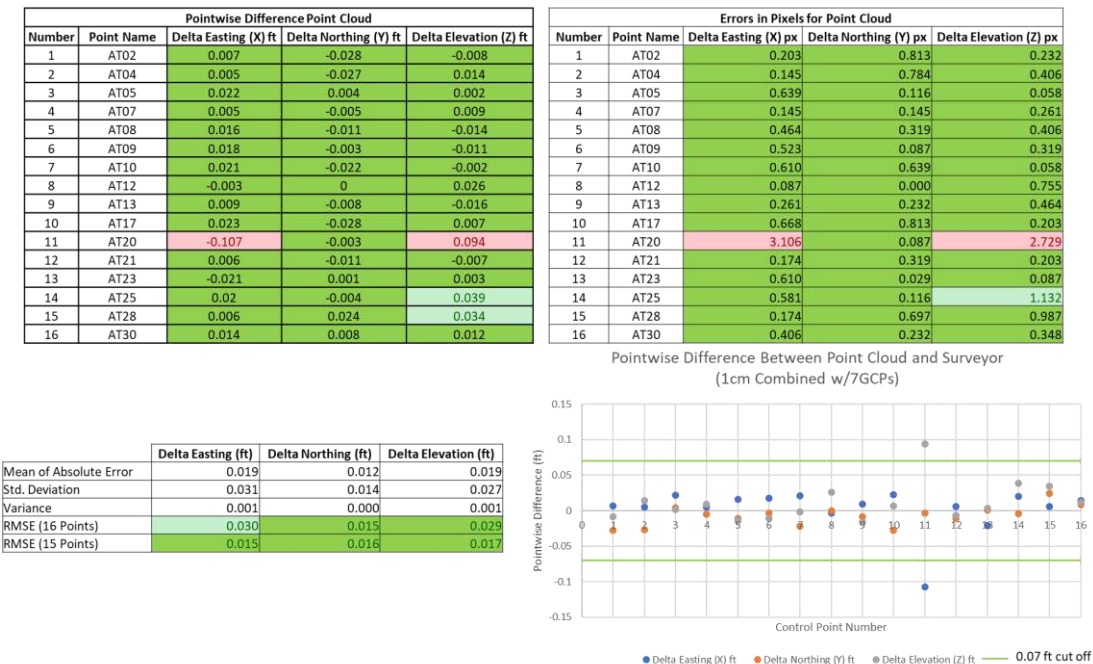 Pointwise Difference Point Cloud
Number Point Name Delta Easting (X) ft Delta Northing (Y) ft Delta Elevation (Z) ft
1 AT02 0.007 -0.028 -0.008
2 AT04 0.005 -0.027 0.014
3 AT05 0.022 0.004 0.002
4 AT07 0.005 -0.005 0.009
5 AT08 0.016 -0.011 -0.014
6 AT09 0.018 -0.003 -0.011
7 AT10 0.021 -0.022 -0.002
8 AT12 -0.003 0 0.026
9 AT13 0.009 -0.008 -0.016
10 AT17 0.023 -0.028 0.007
11 AT20 -0.107 -0.003 0.094
12 AT21 0.006 -0.011 -0.007
13 AT23 -0.021 0.001 0.003
14 AT25 0.02 -0.004 0.039
15 AT28 0.006 0.024 0.034
16 AT30 0.014 0.008 0.012
Errors in Pixels for Point Cloud
Number Point Name Delta Easting (X) px Delta Northing (Y) px Delta Elevation (Z) px
1 AT02 0.203 0.813 0.232
2 AT04 0.145 0.784 0.406
3 AT05 0.639 0.116 0.058
4 AT07 0.145 0.145 0.261
5 AT08 0.464 0.319 0.406
6 AT09 0.523 0.087 0.319
7 AT10 0.610 0.639 0.058
8 AT12 0.087 0.000 0.755
9 AT13 0.261 0.232 0.464
10 AT17 0.668 0.813 0.203
11 AT20 3.106 0.087 2.729
12 AT21 0.174 0.319 0.203
13 AT23 0.610 0.029 0.087
14 AT25 0.581 0.116 1.132
15 AT28 0.174 0.697 0.987
16 AT30 0.406 0.232 0.348
Delta Easting (ft) Delta Northing (ft) Delta Elevation (ft)
Mean of Absolute Error 0.019 0.012 0.019
Std. Deviation 0.031 0.014 0.027
Variance 0.001 0.000 0.001
RMSE (16 Points) 0.030 0.015 0.029
RMSE (15 Points) 0.015 0.016 0.017
Pointwise Difference Between Point Cloud and Surveyor
(1cm Combined w/7GCPs)
Pointwise Difference (ft)
0.15
0.1
0.05
0
-0.05
-0.1
-0.15
0 1 2 3 4 5 6 7 8 9 10 11 12 13 14 15 16
Control Point Number
Delta Easting (X) ft Delta Northing (Y) ft Delta Elevation (Z) ft 0.07 ft cut off